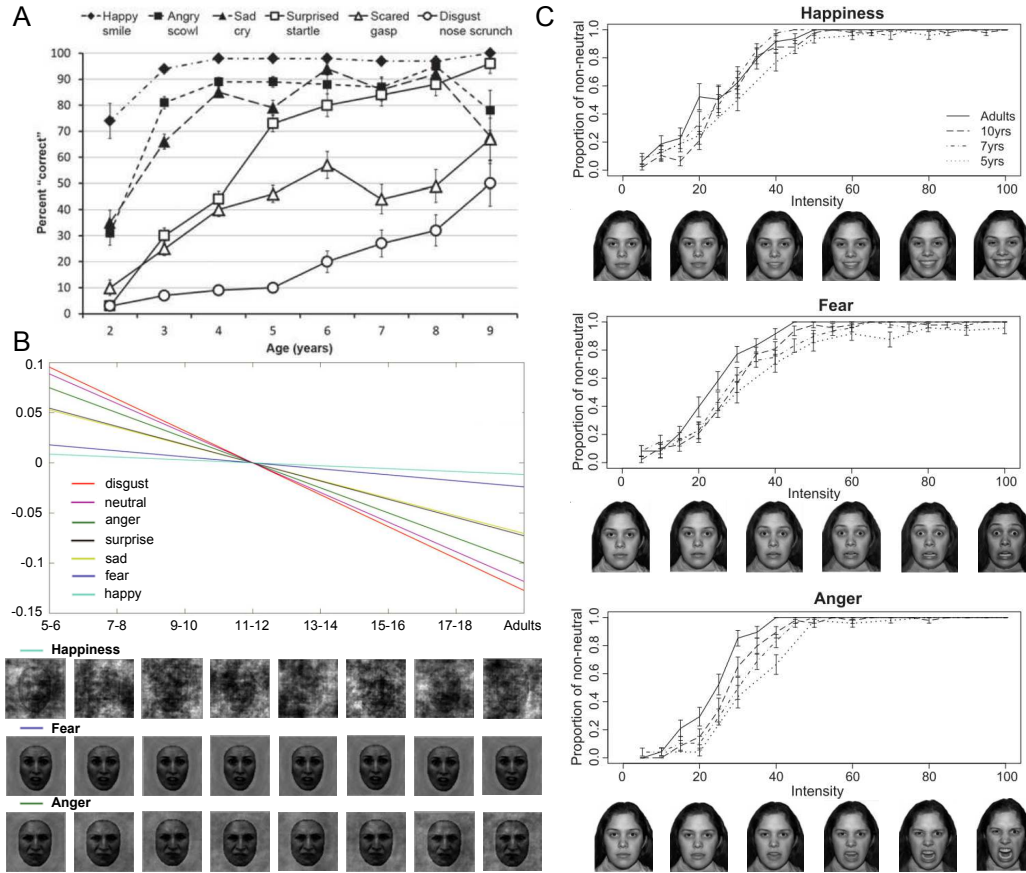 A
Happy Angry Sad Surprised Scared Disgust
smile scowl cry startle gasp nose scrunch
Percent “correct”
100
90
80
70
60
50
40
30
20
10
0
2 3 4 5 6 7 8 9
Age (years)
B
0.1
0.05
0
-0.05
-0.1
-0.15
disgust
neutral
anger
surprise
sad
fear
happy
5-6 7-8 9-10 11-12 13-14 15-16 17-18 Adults
Happiness
Fear
Anger
C
Happiness
Proportion of non-neutral
1.0
0.8
0.6
0.4
0.2
0.0
Adults
10yrs
7yrs
5yrs
0 20 40 60 80 100
Intensity
Fear
Proportion of non-neutral
1.0
0.8
0.6
0.4
0.2
0.0
0 20 40 60 80 100
Intensity
Anger
Proportion of non-neutral
1.0
0.8
0.6
0.4
0.2
0.0
0 20 40 60 80 100
Intensity